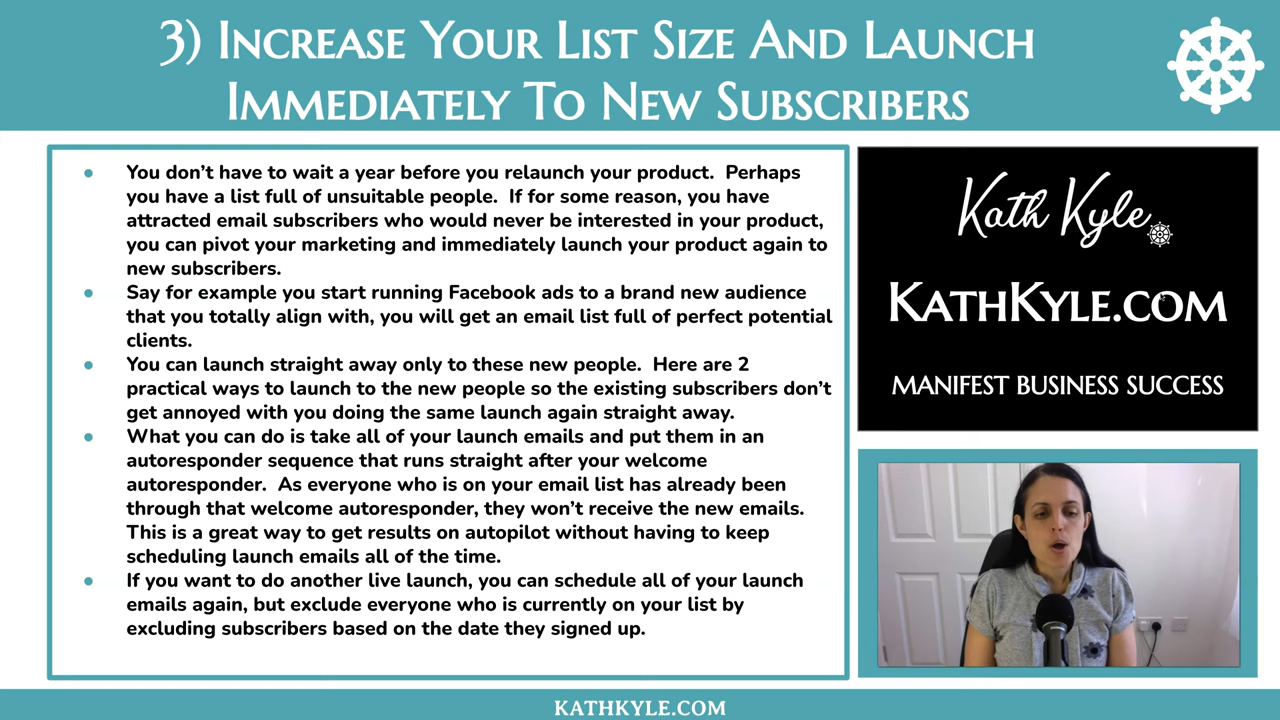 3) Increase Your List Size And Launch
Immediately To New Subscribers
● You don't have to wait a year before you relaunch your product.  Perhaps
you have a list full of unsuitable people.  If for some reason, you have
attracted email subscribers who would never be interested in your product,
you can pivot your marketing and immediately launch your product again to
new subscribers.
● Say for example you start running Facebook ads to a brand new audience
that you totally align with, you will get an email list full of perfect potential
clients.
● You can launch straight away only to these new people.  Here are 2
practical ways to launch to the new people so the existing subscribers don't
get annoyed with you doing the same launch again straight away.
● What you can do is take all of your launch emails and put them in an
autoresponder sequence that runs straight after your welcome
autoresponder.  As everyone who is on your email list has already been
through that welcome autoresponder, they won't receive the new emails.
This is a great way to get results on autopilot without having to keep
scheduling launch emails all of the time.
● If you want to do another live launch, you can schedule all of your launch
emails again, but exclude everyone who is currently on your list by
excluding subscribers based on the date they signed up.
Kath Kyle
KathKyle.com
MANIFEST BUSINESS SUCCESS
KATHKYLE.COM